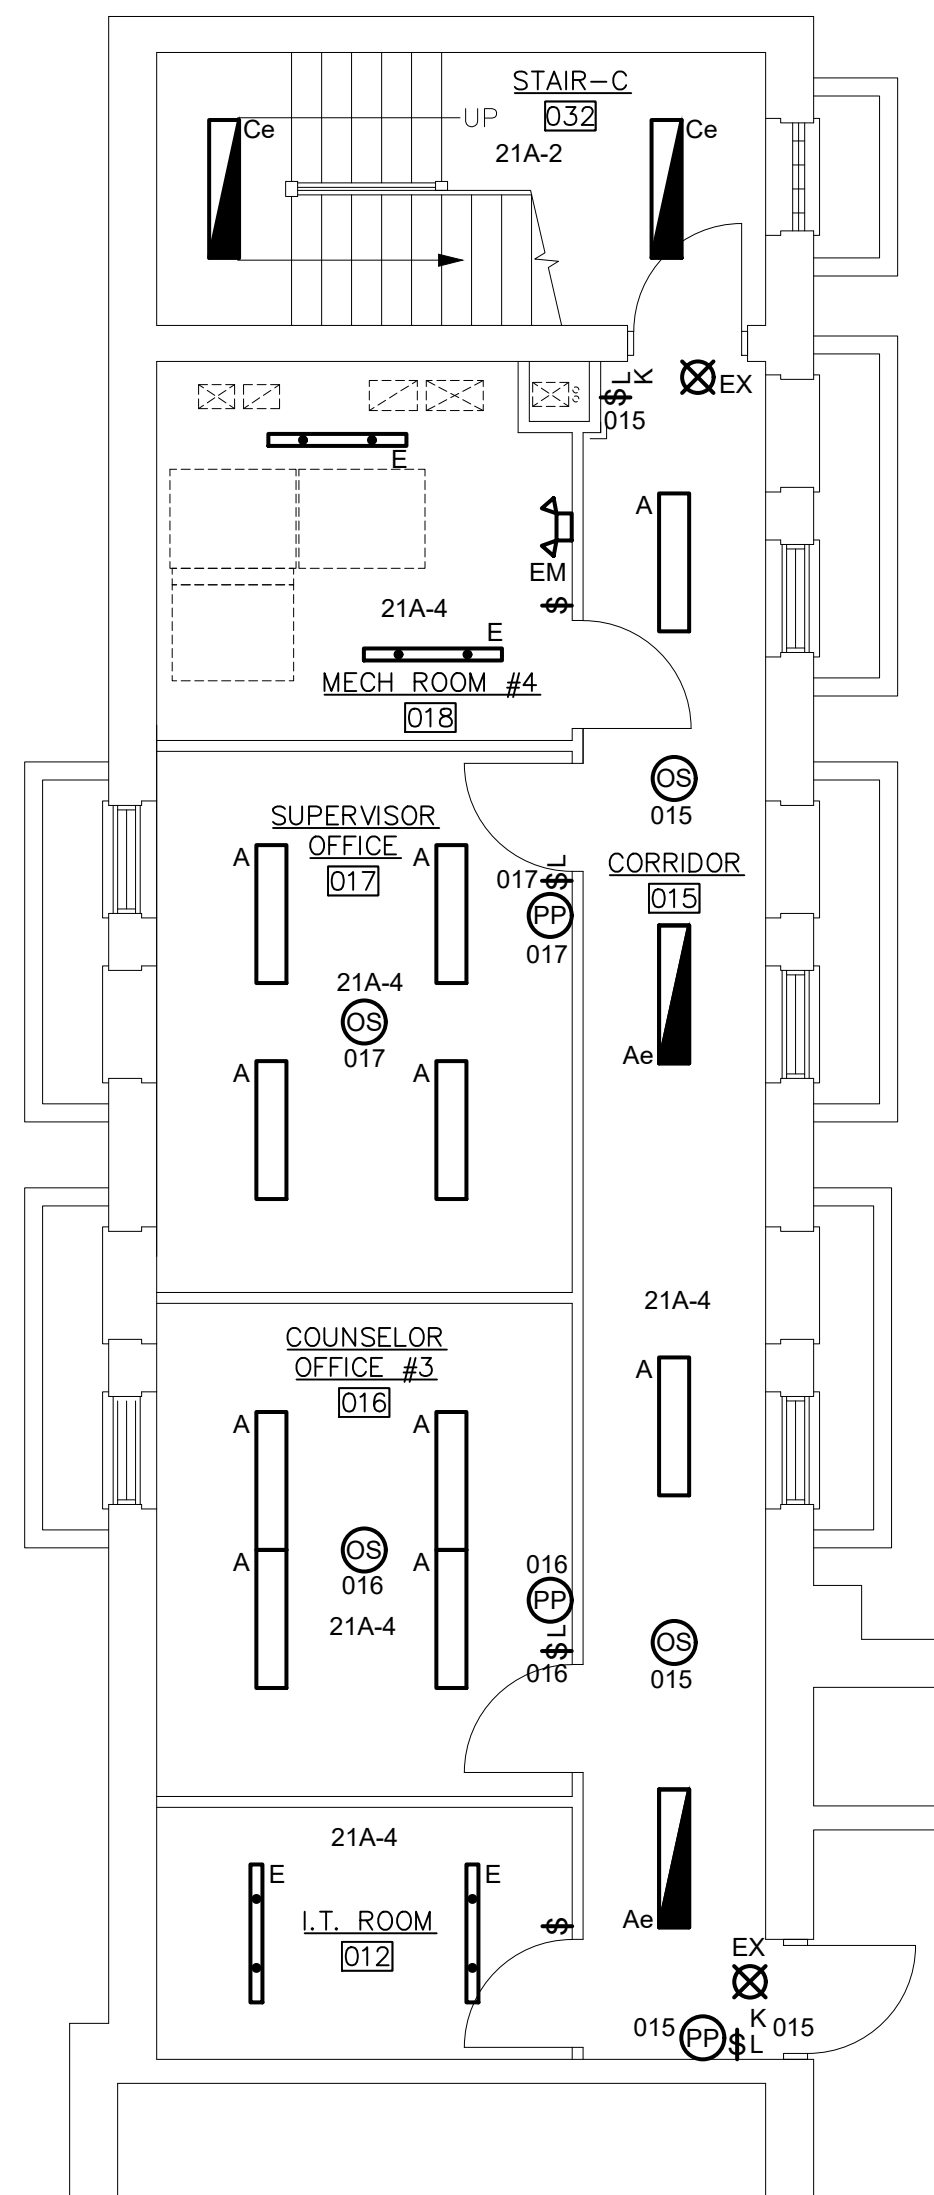 STAIR-C
032
21A-2
UP
Ce
Ce
$
L
K
015
EX
E
A
EM
$
21A-4
E
MECH ROOM #4
018
OS
015
SUPERVISOR
OFFICE
017
A
A
017
$
L
PP
017
CORRIDOR
015
21A-4
OS
017
Ae
A
A
21A-4
COUNSELOR
OFFICE #3
016
A
A
A
OS
016
A
A
21A-4
016
PP
$
L
016
OS
015
21A-4
E
E
I.T. ROOM
012
$
Ae
EX
K
015
PP
$
L
015